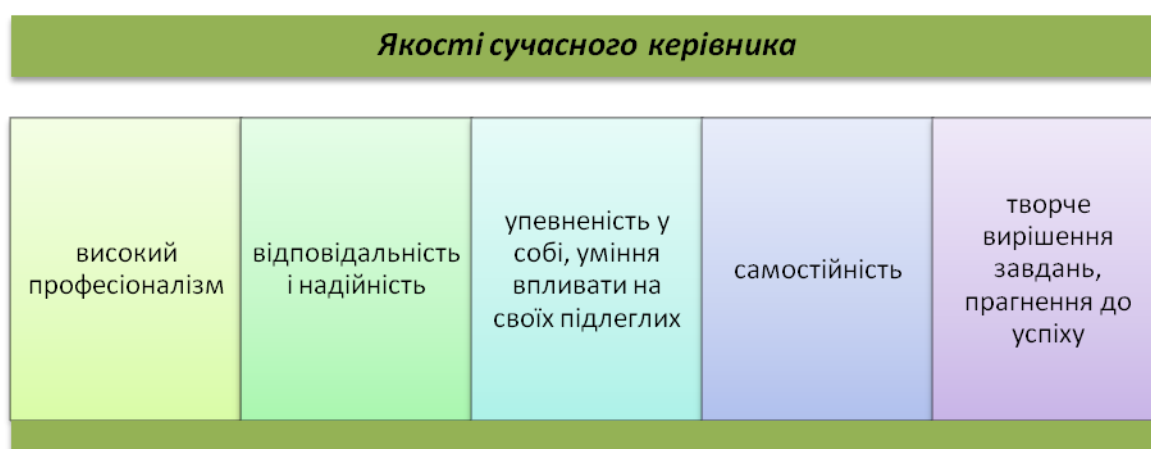 Якості сучасного керівника
високий
професіоналізм
відповідальність
і надійність
упевненість у
собі, уміння
впливати на
своїх підлеглих
самостійність
творче
вирішення
завдань,
прагнення до
успіху